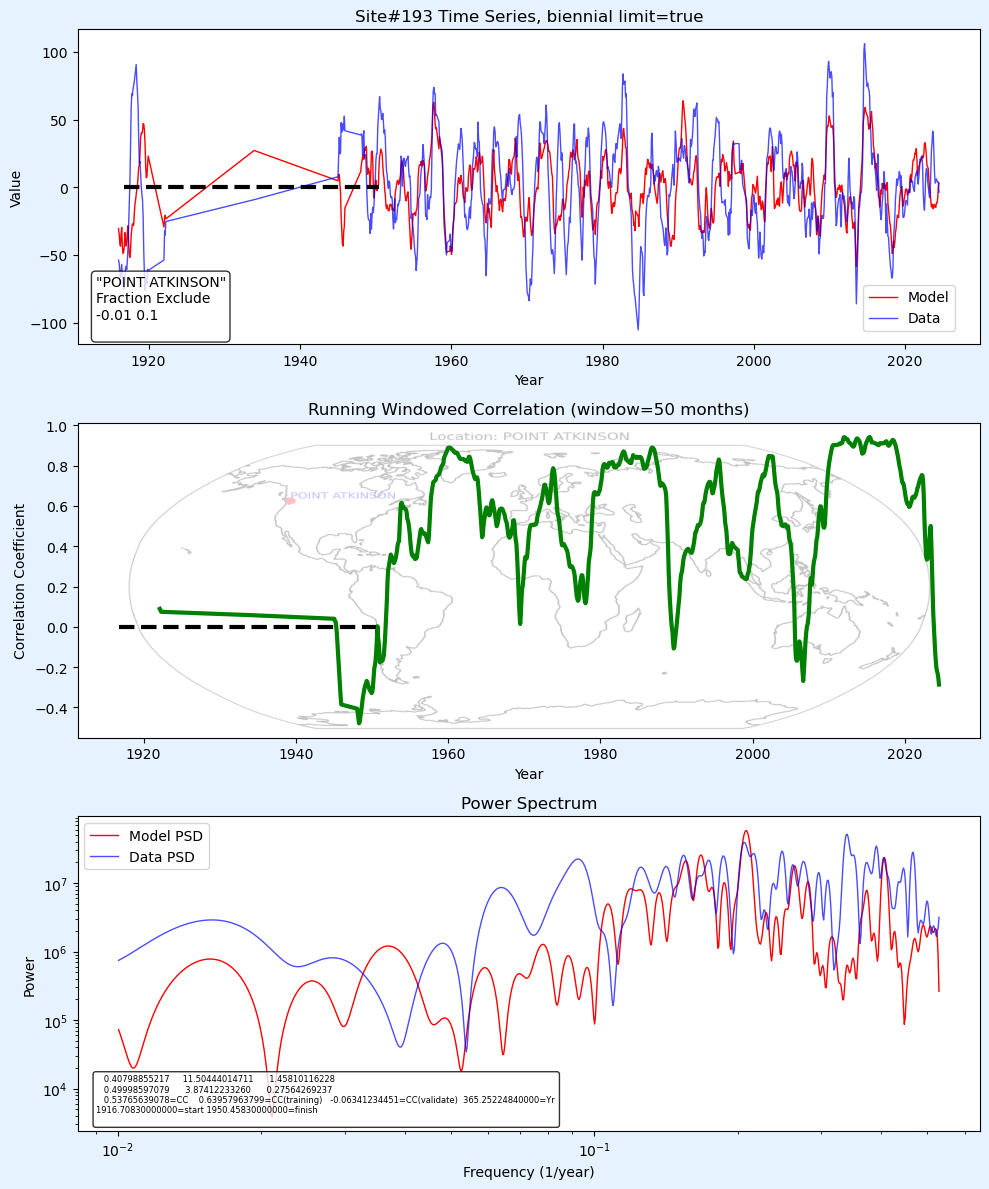 Site#193 Time Series, biennial limit=true
Value
100
50
0
−50
−100
"POINT ATKINSON"
Fraction Exclude
-0.01 0.1
Model
Data
1920
1940
1960
1980
2000
2020
Year
Running Windowed Correlation (window=50 months)
Correlation Coefficient
1.0
0.8
0.6
0.4
0.2
0.0
−0.2
−0.4
Location: POINT ATKINSON
POINT ATKINSON
1920
1940
1960
1980
2000
2020
Year
Power Spectrum
Power
Model PSD
Data PSD
10⁷
10⁶
10⁵
10⁴
0.40798855217 11.50444014711 1.45810116228
0.49998597079 3.87412233260 0.27564269237
0.53765639078=CC 0.63957963799=CC(training) -0.06341234451=CC(validate) 365.25224840000=Yr
1916.70830000000=start 1950.45830000000=finish
10⁻²
10⁻¹
Frequency (1/year)